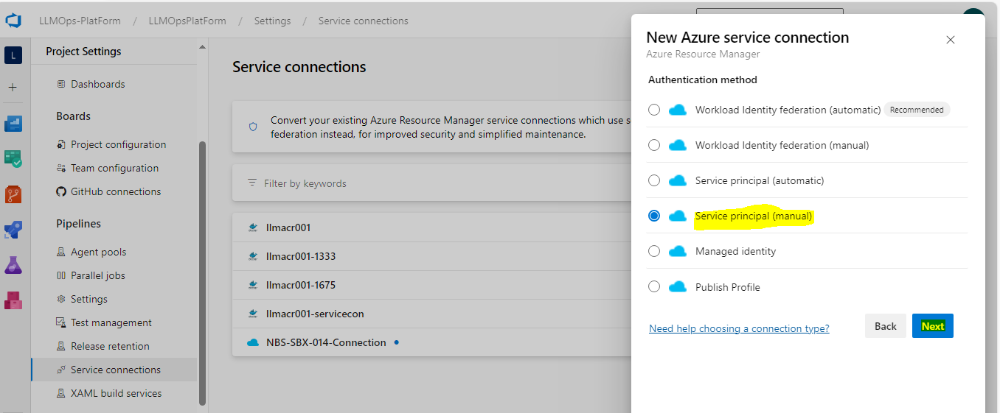 LLMOps-PlatForm / LLMOpsPlatForm / Settings / Service connections
L
Project Settings
Dashboards
Boards
Project configuration
Team configuration
GitHub connections
Pipelines
Agent pools
Parallel jobs
Settings
Test management
Release retention
Service connections
XAML build services
Service connections
Convert your existing Azure Resource Manager service connections which use
federation instead, for improved security and simplified maintenance.
Filter by keywords
llmacr001
llmacr001-1333
llmacr001-1675
llmacr001-servicecon
NBS-SBX-014-Connection
New Azure service connection
Azure Resource Manager
Authentication method
Workload Identity federation (automatic) Recommended
Workload Identity federation (manual)
Service principal (automatic)
Service principal (manual)
Managed identity
Publish Profile
Need help choosing a connection type?
Back
Next